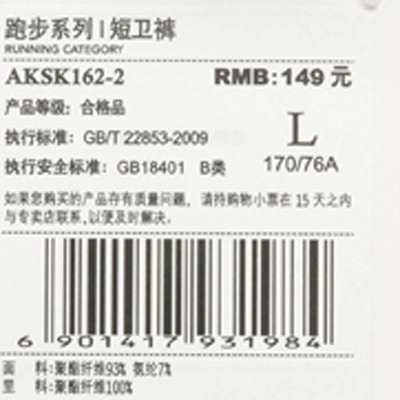 跑步系列 | 短卫裤
RUNNING CATEGORY
AKSK162-2 RMB: 149 元
产品等级: 合格品
执行标准: GB/T 22853-2009
L
170/76A
执行安全标准: GB18401 B类
如果您购买的产品存有质量问题, 请持购物小票在 15 天之内
与专卖店联系,以便及时解决。
6 901417 931984
面 料:聚酯纤维93% 氨纶7%
里 料:聚酯纤维100%